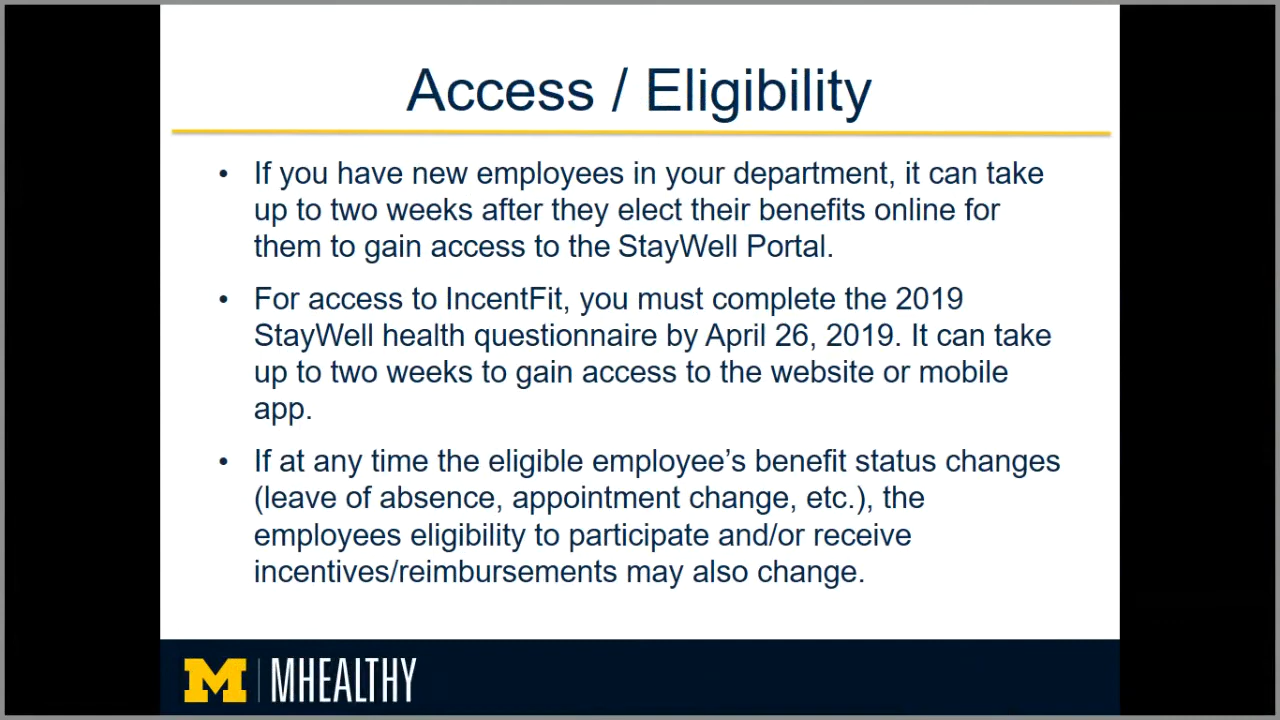 Access / Eligibility
• If you have new employees in your department, it can take
up to two weeks after they elect their benefits online for
them to gain access to the StayWell Portal.
• For access to IncentFit, you must complete the 2019
StayWell health questionnaire by April 26, 2019. It can take
up to two weeks to gain access to the website or mobile
app.
• If at any time the eligible employee’s benefit status changes
(leave of absence, appointment change, etc.), the
employees eligibility to participate and/or receive
incentives/reimbursements may also change.
M | MHEALTHY